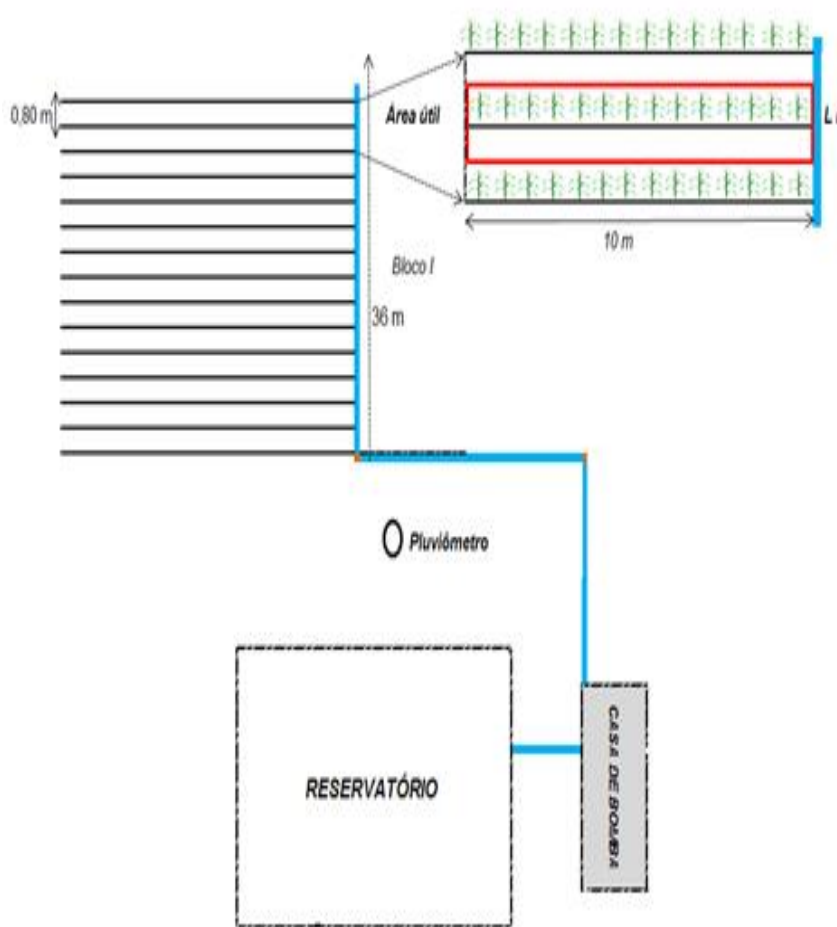 0,80 m
Área útil
10 m
Bloco I
36 m
Pluviômetro
RESERVATÓRIO
CASA DE BOMBA